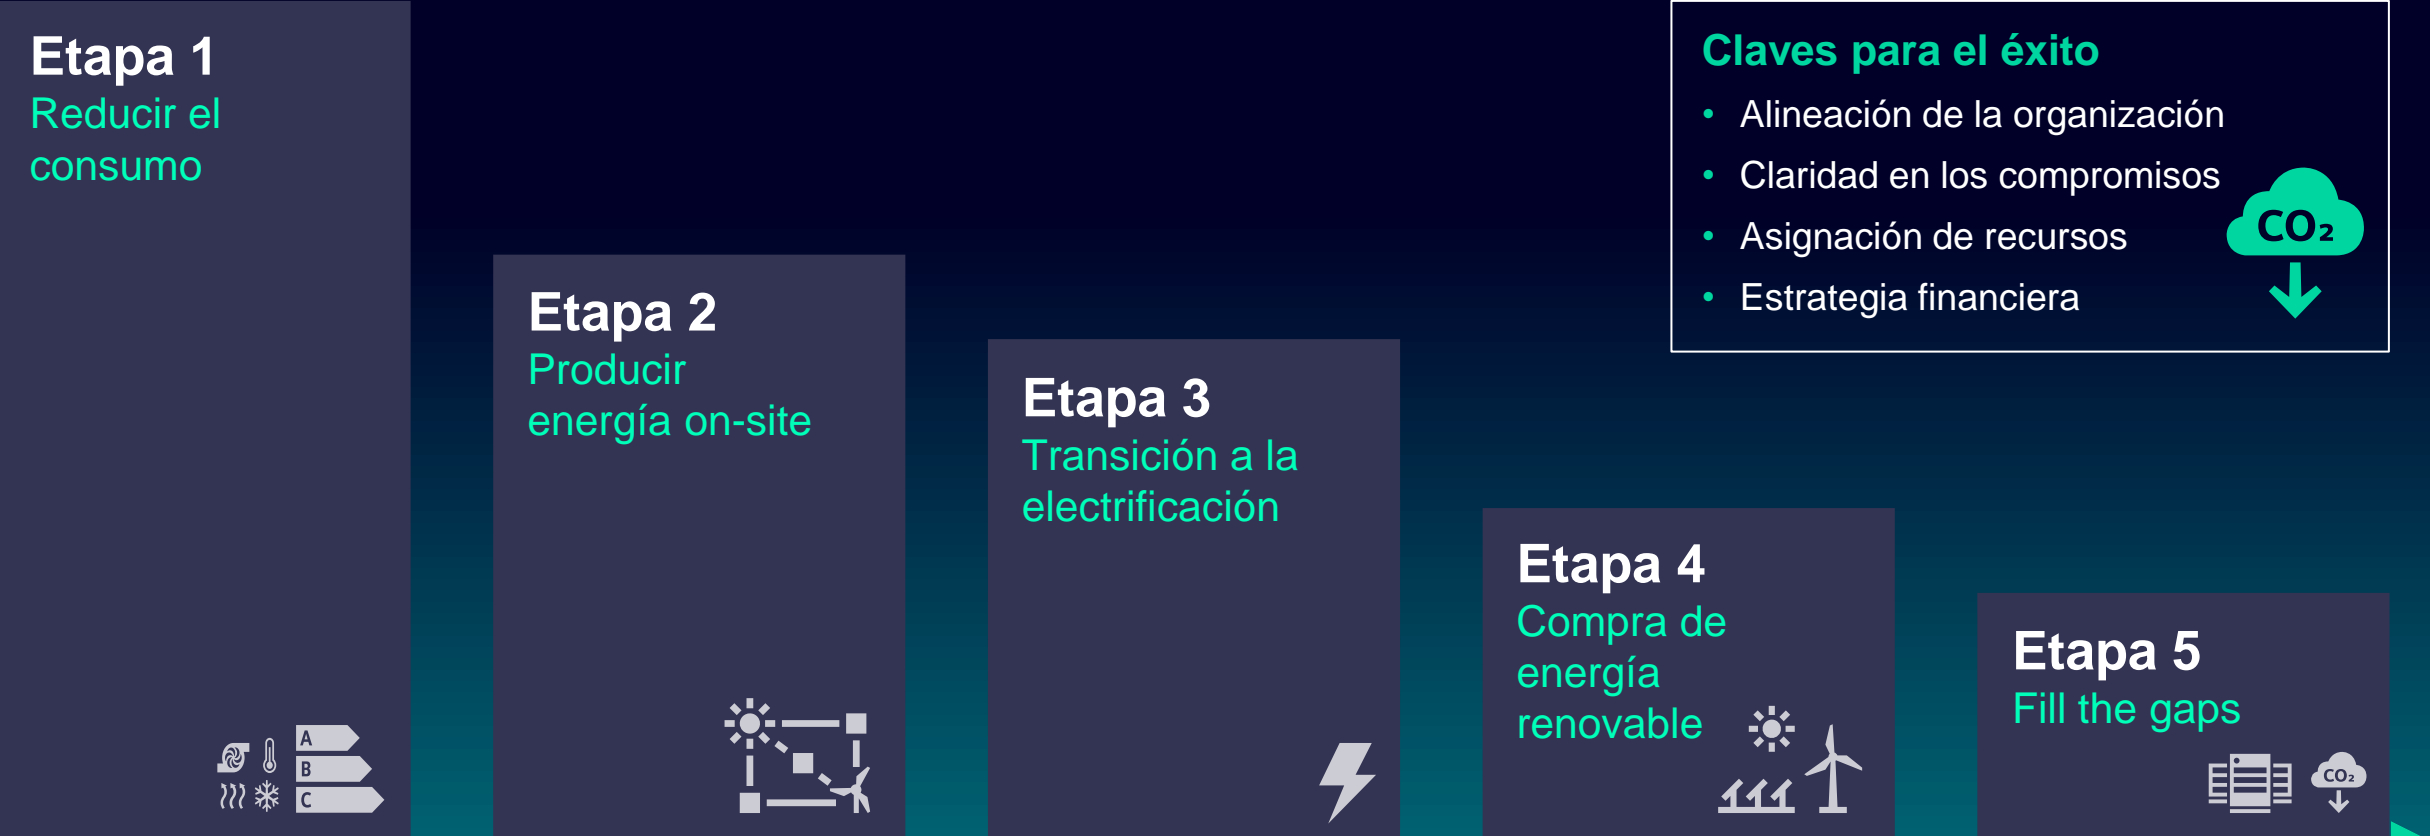 Etapa 1
Reducir el
consumo
A
B
C
Etapa 2
Producir
energía on-site
Etapa 3
Transición a la
electrificación
Etapa 4
Compra de
energía
renovable
Etapa 5
Fill the gaps
CO₂
Claves para el éxito
• Alineación de la organización
• Claridad en los compromisos
• Asignación de recursos
• Estrategia financiera
CO₂